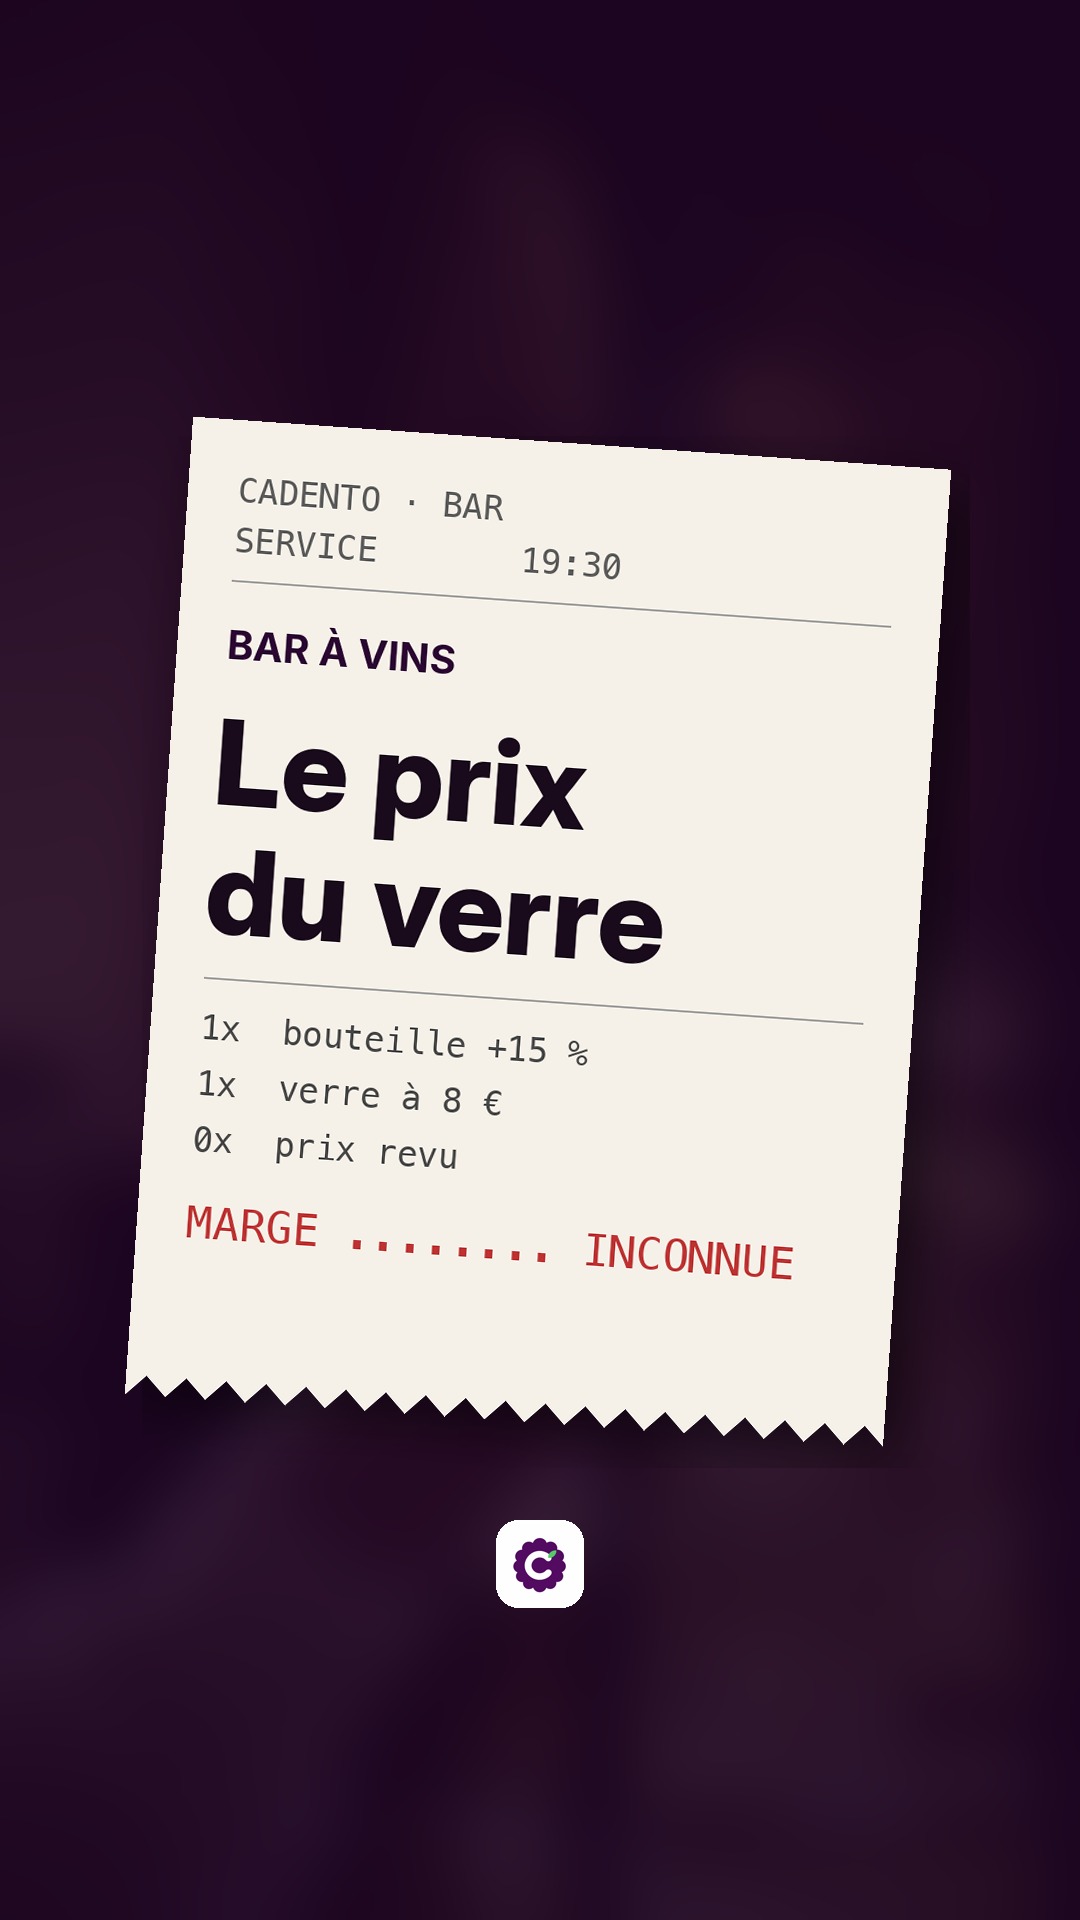 CADENTO · BAR
SERVICE 19:30
BAR À VINS
Le prix
du verre
1x bouteille +15 %
1x verre à 8 €
0x prix revu
MARGE ........ INCONNUE